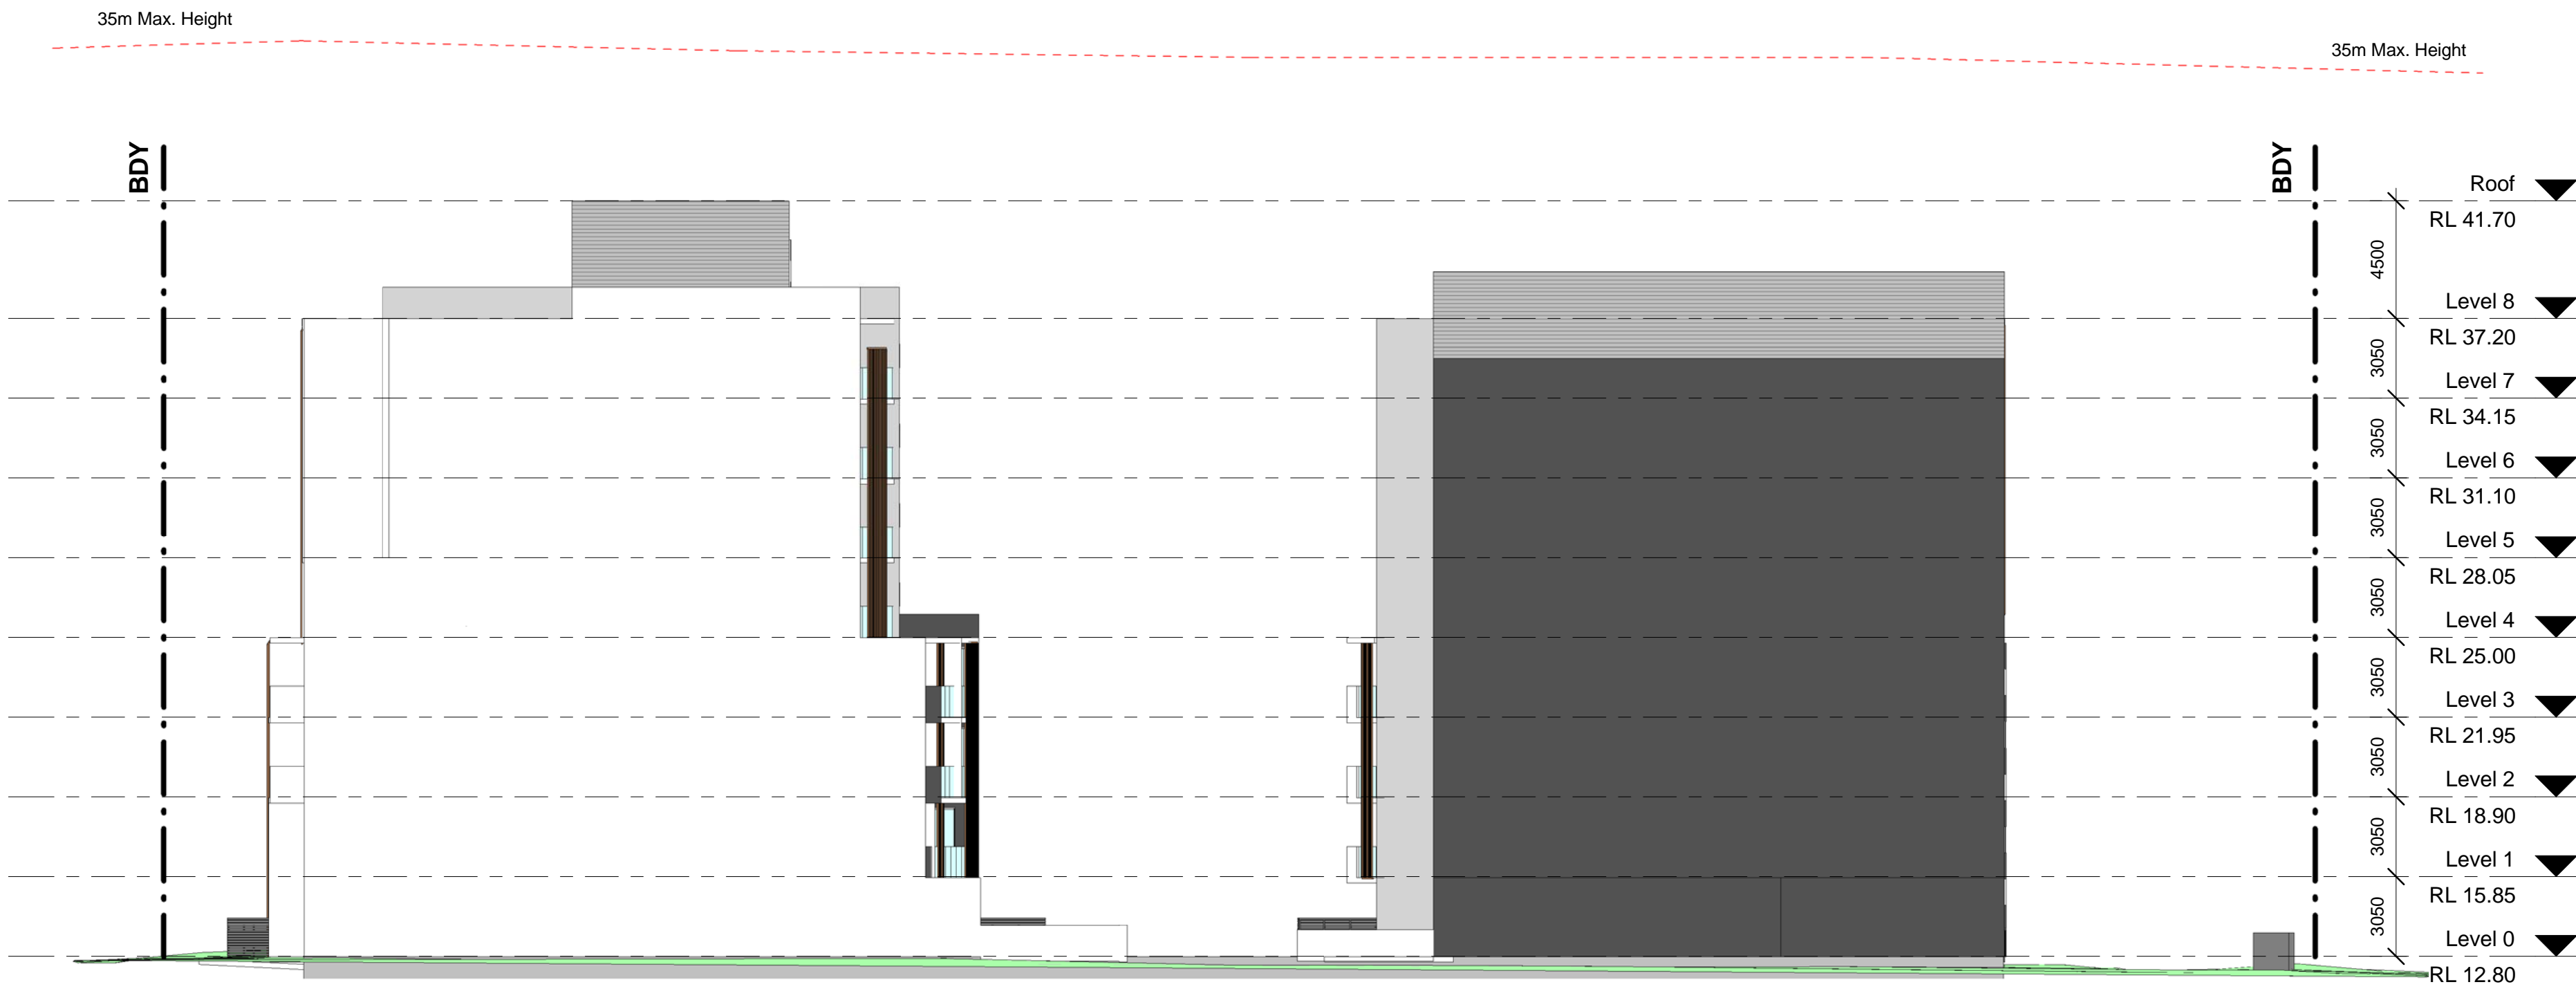 35m Max. Height
35m Max. Height
BDY
BDY
Roof
RL 41.70
4500
Level 8
RL 37.20
3050
Level 7
RL 34.15
3050
Level 6
RL 31.10
3050
Level 5
RL 28.05
3050
Level 4
RL 25.00
3050
Level 3
RL 21.95
3050
Level 2
RL 18.90
3050
Level 1
RL 15.85
3050
Level 0
RL 12.80